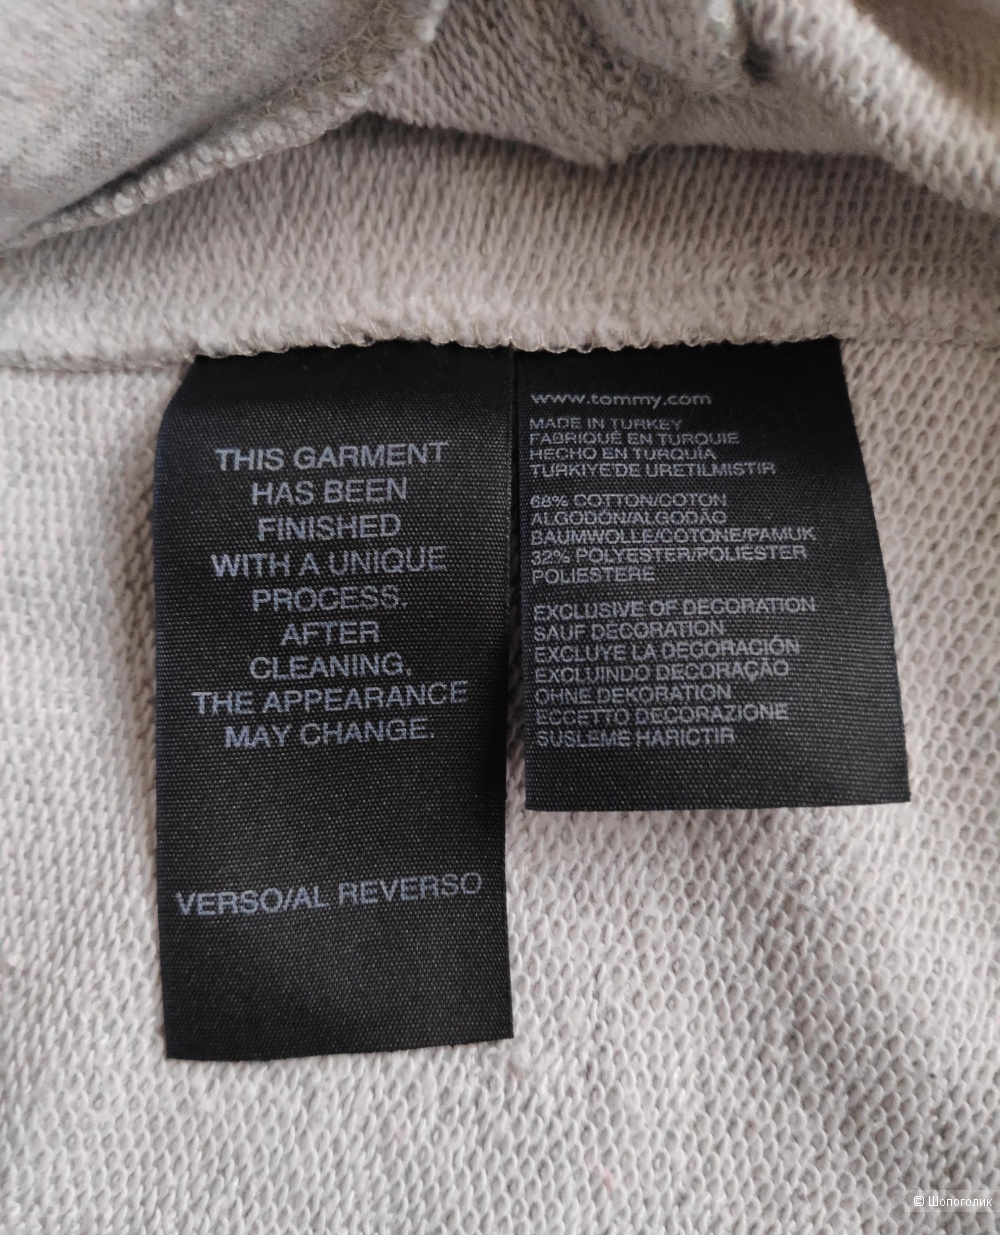 THIS GARMENT
HAS BEEN
FINISHED
WITH A UNIQUE
PROCESS.
AFTER
CLEANING.
THE APPEARANCE
MAY CHANGE.
VERSO/AL REVERSO
www.tommy.com
MADE IN TURKEY
FABRIQUÉ EN TURQUIE
HECHO EN TURQUÍA
TURKIYE'DE URETILMISTIR
68% COTTON/COTON
ALGODÓN/ALGODÃO
BAUMWOLLE/COTONE/PAMUK
32% POLYESTER/POLIESTER
POLIESTERE
EXCLUSIVE OF DECORATION
SAUF DECORATION
EXCLUYE LA DECORACIÓN
EXCLUINDO DECORAÇÃO
OHNE DEKORATION
ECCETTO DECORAZIONE
SUSLEME HARICTIR
© Шопоголик